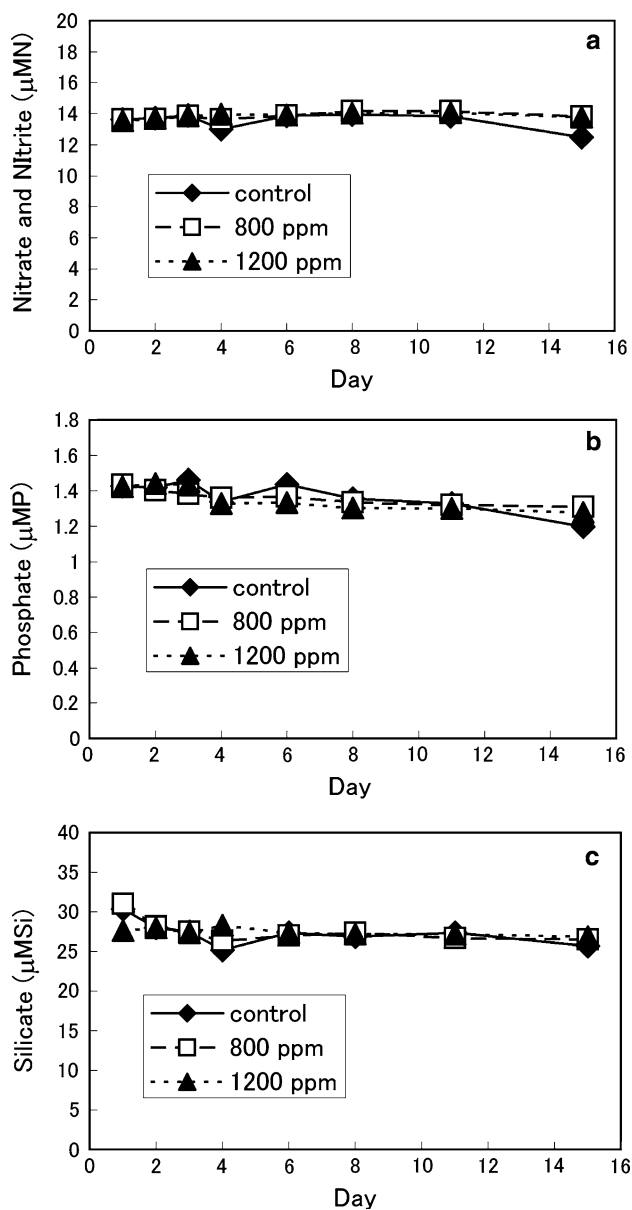 a
20
18
16
14
12
10
8
6
4
2
0
Nitrate and NItrite (μMN)
control
800 ppm
1200 ppm
0 2 4 6 8 10 12 14 16
Day
b
1.8
1.6
1.4
1.2
1
0.8
0.6
0.4
0.2
0
Phosphate (μMP)
control
800 ppm
1200 ppm
0 2 4 6 8 10 12 14 16
Day
c
40
35
30
25
20
15
10
5
0
Silicate (μMSi)
control
800 ppm
1200 ppm
0 2 4 6 8 10 12 14 16
Day